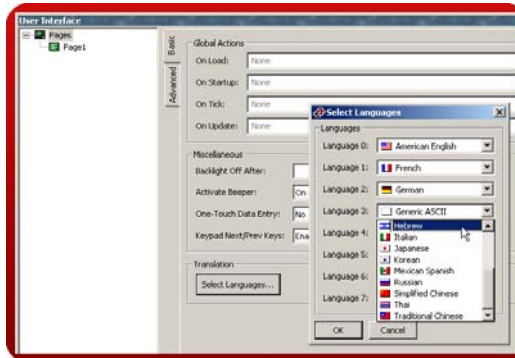 User Interface
Pages
Page1
Basic
Advanced
Global Actions
On Load: None
On Startup: None
On Tick: None
On Update: None
Miscellaneous
Backlight Off After:
Activate Beeper: On
One-Touch Data Entry: No
Keypad Next/Prev Keys: Ena
Translation
Select Languages...
Select Languages
Languages
Language 0: American English
Language 1: French
Language 2: German
Language 3: Generic ASCII
Language 4:
Language 5:
Language 6:
Language 7:
Hebrew
Italian
Japanese
Korean
Mexican Spanish
Russian
Simplified Chinese
Thai
Traditional Chinese
OK
Cancel